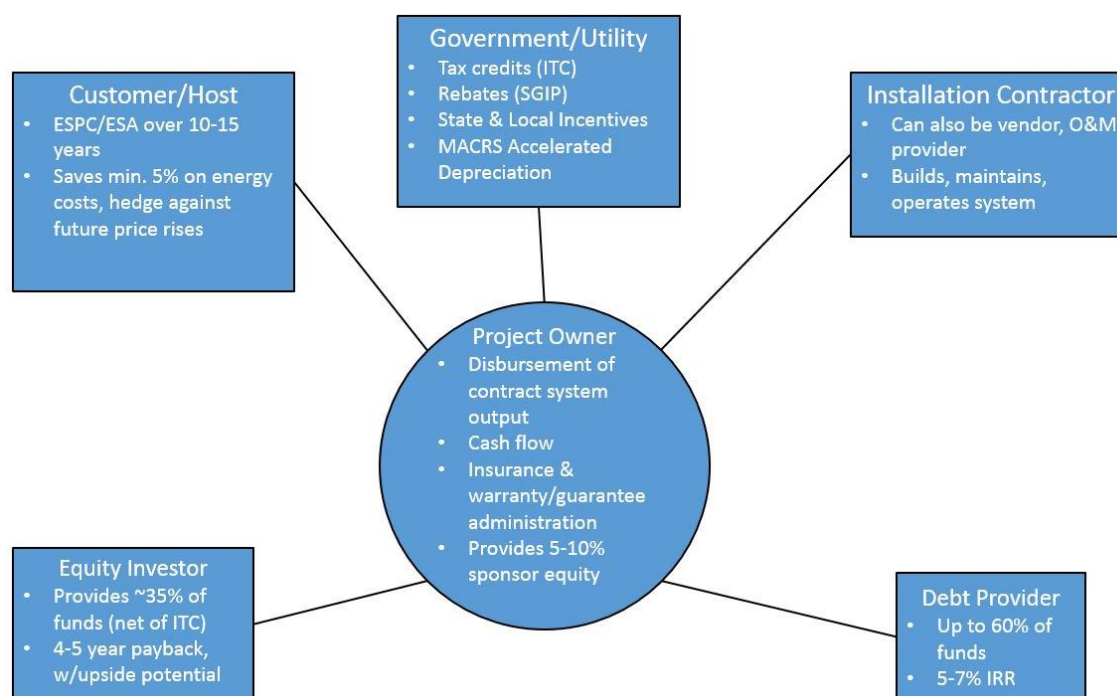 Government/Utility
• Tax credits (ITC)
• Rebates (SGIP)
• State & Local Incentives
• MACRS Accelerated
Depreciation
Customer/Host
• ESPC/ESA over 10-15
years
• Saves min. 5% on energy
costs, hedge against
future price rises
Installation Contractor
• Can also be vendor, O&M
provider
• Builds, maintains,
operates system
Project Owner
• Disbursement of
contract system
output
• Cash flow
• Insurance &
warranty/guarantee
administration
• Provides 5-10%
sponsor equity
Equity Investor
• Provides ~35% of
funds (net of ITC)
• 4-5 year payback,
w/upside potential
Debt Provider
• Up to 60% of
funds
• 5-7% IRR